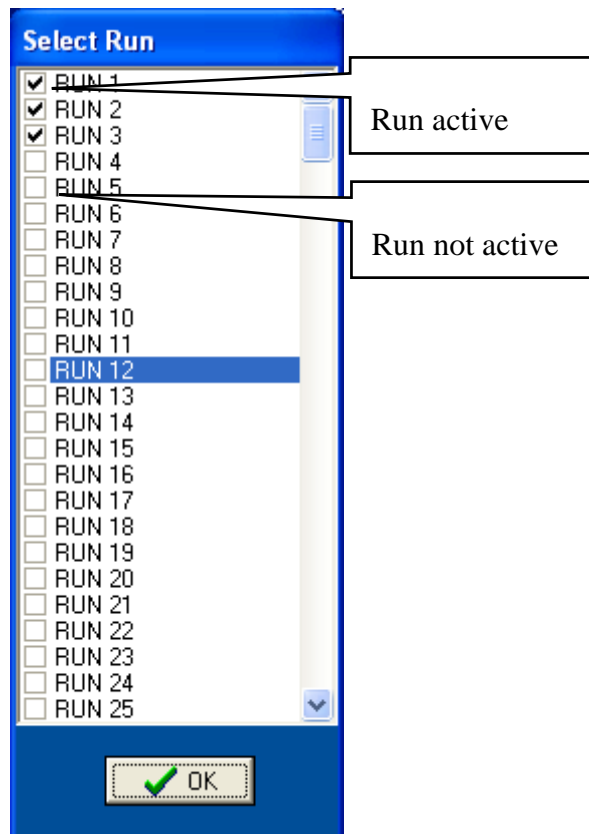 Select Run
RUN 1
Run active
RUN 2
RUN 3
RUN 4
RUN 5
Run not active
RUN 6
RUN 7
RUN 8
RUN 9
RUN 10
RUN 11
RUN 12
RUN 13
RUN 14
RUN 15
RUN 16
RUN 17
RUN 18
RUN 19
RUN 20
RUN 21
RUN 22
RUN 23
RUN 24
RUN 25
OK